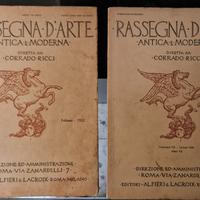 RASSEGNA·D'ARTE
·ANTICA E MODERNA·
DIRETTA DA
·CORRADO·RICCI·
DIREZIONE ED AMMINISTRAZIONE
·ROMA·VIA ZANARDELLI·7·
ALFIERI & LACROIX·ROMA·MILANO·
RASSEGNA·D'ARTE
·ANTICA E MODERNA·
DIRETTA DA
·CORRADO·RICCI·
DIREZIONE ED AMMINISTRAZIONE
·ROMA·VIA ZANARDELLI
EDITORI·ALFIERI & LACROIX